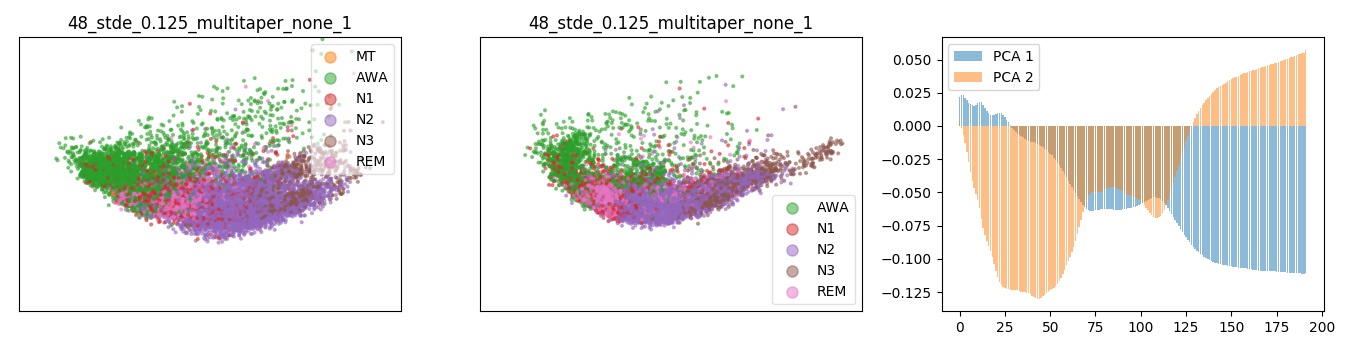 48_stde_0.125_multitaper_none_1
MT
AWA
N1
N2
N3
REM
48_stde_0.125_multitaper_none_1
AWA
N1
N2
N3
REM
PCA 1
PCA 2
0.050
0.025
0.000
−0.025
−0.050
−0.075
−0.100
−0.125
0 25 50 75 100 125 150 175 200